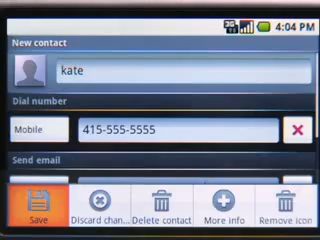 3G
4:04 PM
New contact
kate
Dial number
Mobile
415-555-5555
Send email
Save
Discard chan...
Delete contact
More info
Remove icon